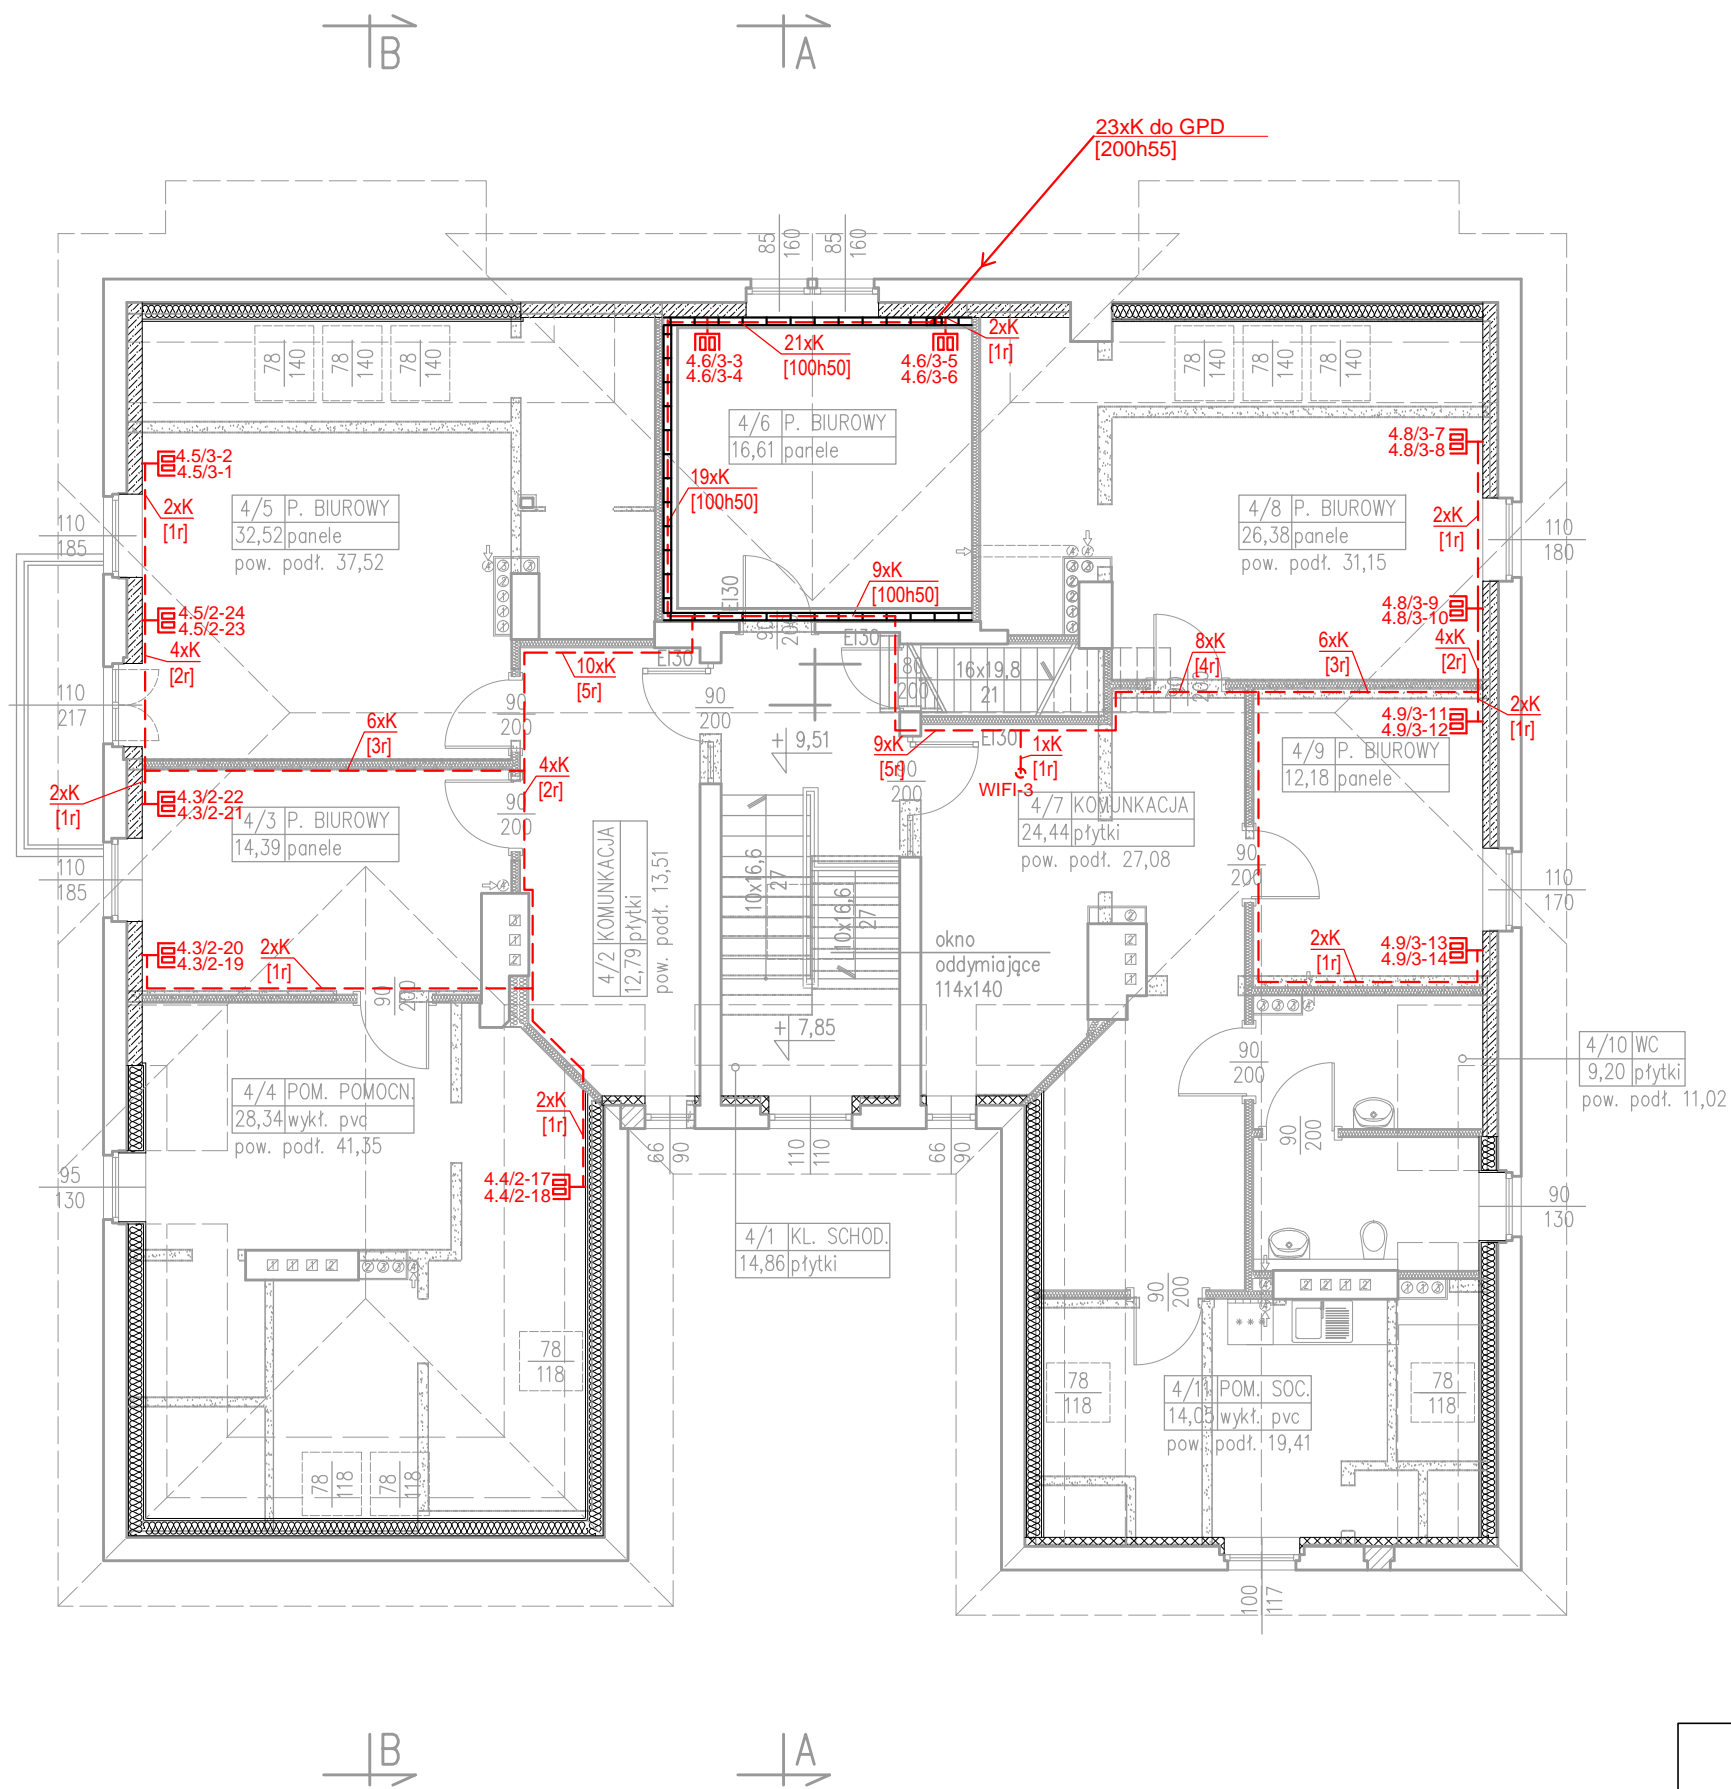 B
A
23xK do GPD
[200h55]
85
160
85
160
78
140
78
140
78
140
21xK
[100h50]
4.6/3-3
4.6/3-4
4.6/3-5
4.6/3-6
2xK
[1r]
78
140
78
140
78
140
4/6 P. BIUROWY
16,61 panele
4.5/3-2
4.5/3-1
4.8/3-7
4.8/3-8
19xK
[100h50]
2xK
[1r]
4/5 P. BIUROWY
32,52 panele
pow. podł. 37,52
110
185
4/8 P. BIUROWY
26,38 panele
pow. podł. 31,15
2xK
[1r]
110
180
9xK
[100h50]
EI30
90
200
4.5/2-24
4.5/2-23
4.8/3-9
4.8/3-10
4xK
[2r]
10xK
[5r]
EI30
EI30
80
200
16x19,8
21
8xK
[4r]
6xK
[3r]
4xK
[2r]
110
217
90
200
90
200
6xK
[3r]
+ 9,51
9xK
[5r]
EI30
1xK
[1r]
WIFI-3
90
200
4.9/3-11
4.9/3-12
2xK
[1r]
4/9 P. BIUROWY
12,18 panele
2xK
[1r]
4.3/2-22
4.3/2-21
4xK
[2r]
90
200
4/3 P. BIUROWY
14,39 panele
4/7 KOMUNKACJA
24,44 płytki
pow. podł. 27,08
110
185
4/2 KOMUNKACJA
12,79 płytki
pow. podł. 13,51
10x16,6
27
10x16,6
27
90
200
110
170
4.3/2-20
4.3/2-19
2xK
[1r]
90
200
okno
oddymiające
114x140
2xK
[1r]
4.9/3-13
4.9/3-14
+ 7,85
4/4 POM. POMOCN.
28,34 wykł. pvc
pow. podł. 41,35
2xK
[1r]
90
200
90
200
4/10 WC
9,20 płytki
pow. podł. 11,02
66
90
110
110
66
90
95
130
4.4/2-17
4.4/2-18
90
130
4/1 KL. SCHOD.
14,86 płytki
90
200
78
118
78
118
4/11 POM. SOC.
14,05 wykł. pvc
pow. podł. 19,41
78
118
78
118
78
118
100
117
B
A